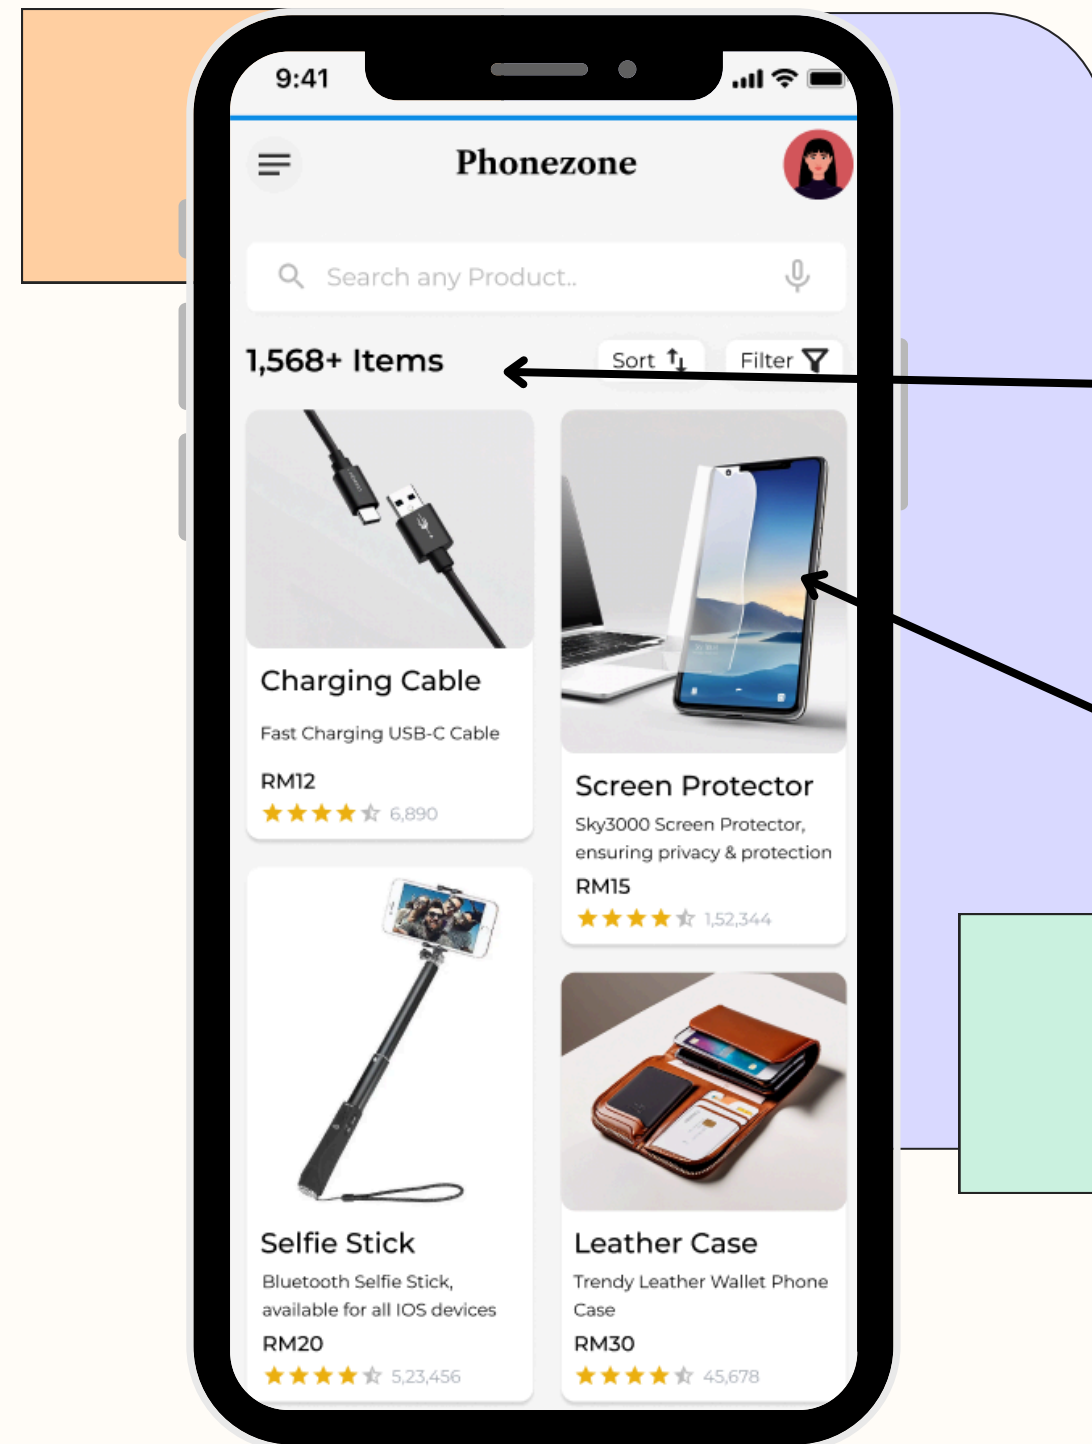 9:41
Phonezone
Search any Product..
1,568+ Items
Sort
Filter
Charging Cable
Fast Charging USB-C Cable
RM12
6,890
Screen Protector
Sky3000 Screen Protector,
ensuring privacy & protection
RM15
1,52,344
Selfie Stick
Bluetooth Selfie Stick,
available for all IOS devices
RM20
5,23,456
Leather Case
Trendy Leather Wallet Phone
Case
RM30
45,678